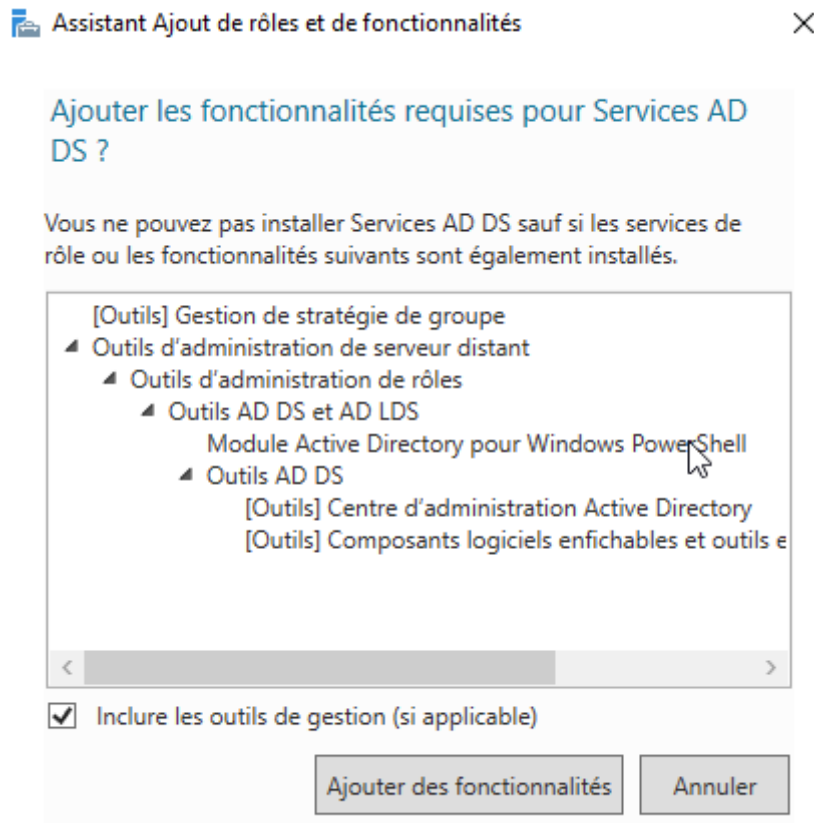 Assistant Ajout de rôles et de fonctionnalités
Ajouter les fonctionnalités requises pour Services AD
DS ?
Vous ne pouvez pas installer Services AD DS sauf si les services de
rôle ou les fonctionnalités suivants sont également installés.
[Outils] Gestion de stratégie de groupe
Outils d'administration de serveur distant
Outils d'administration de rôles
Outils AD DS et AD LDS
Module Active Directory pour Windows PowerShell
Outils AD DS
[Outils] Centre d'administration Active Directory
[Outils] Composants logiciels enfichables et outils e
Inclure les outils de gestion (si applicable)
Ajouter des fonctionnalités
Annuler